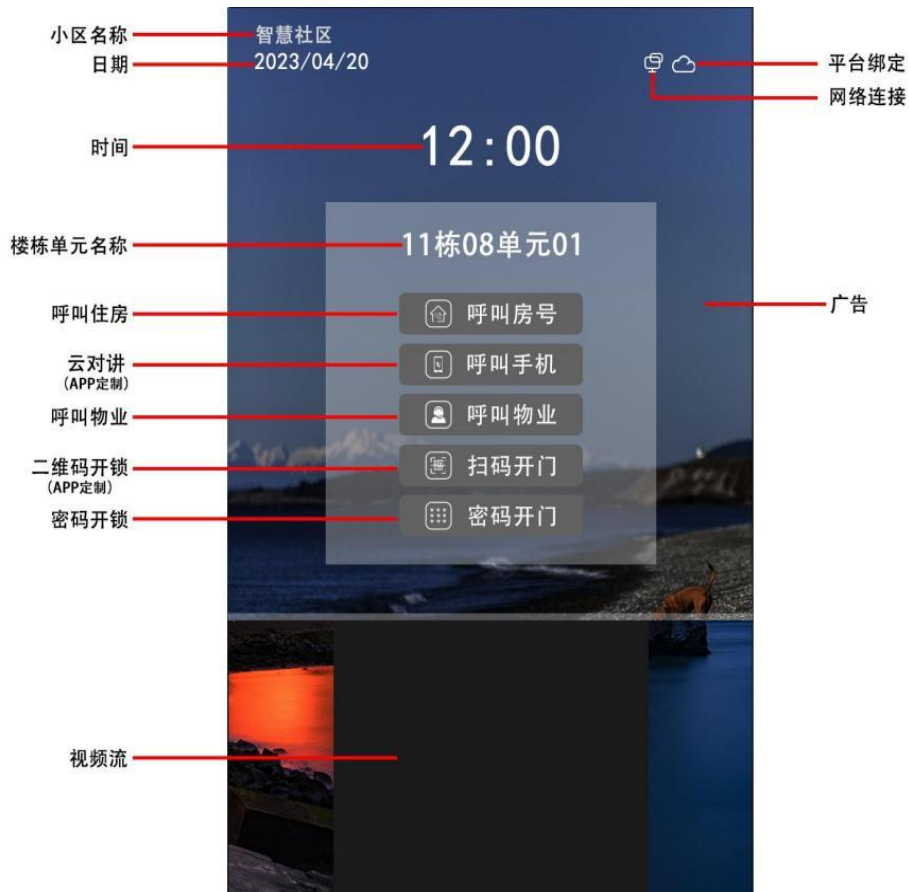 小区名称
智慧社区
日期
2023/04/20
平台绑定
网络连接
时间
12:00
楼栋单元名称
11栋08单元01
广告
呼叫住房
呼叫房号
云对讲
(APP定制)
呼叫手机
呼叫物业
呼叫物业
二维码开锁
(APP定制)
扫码开门
密码开锁
密码开门
视频流